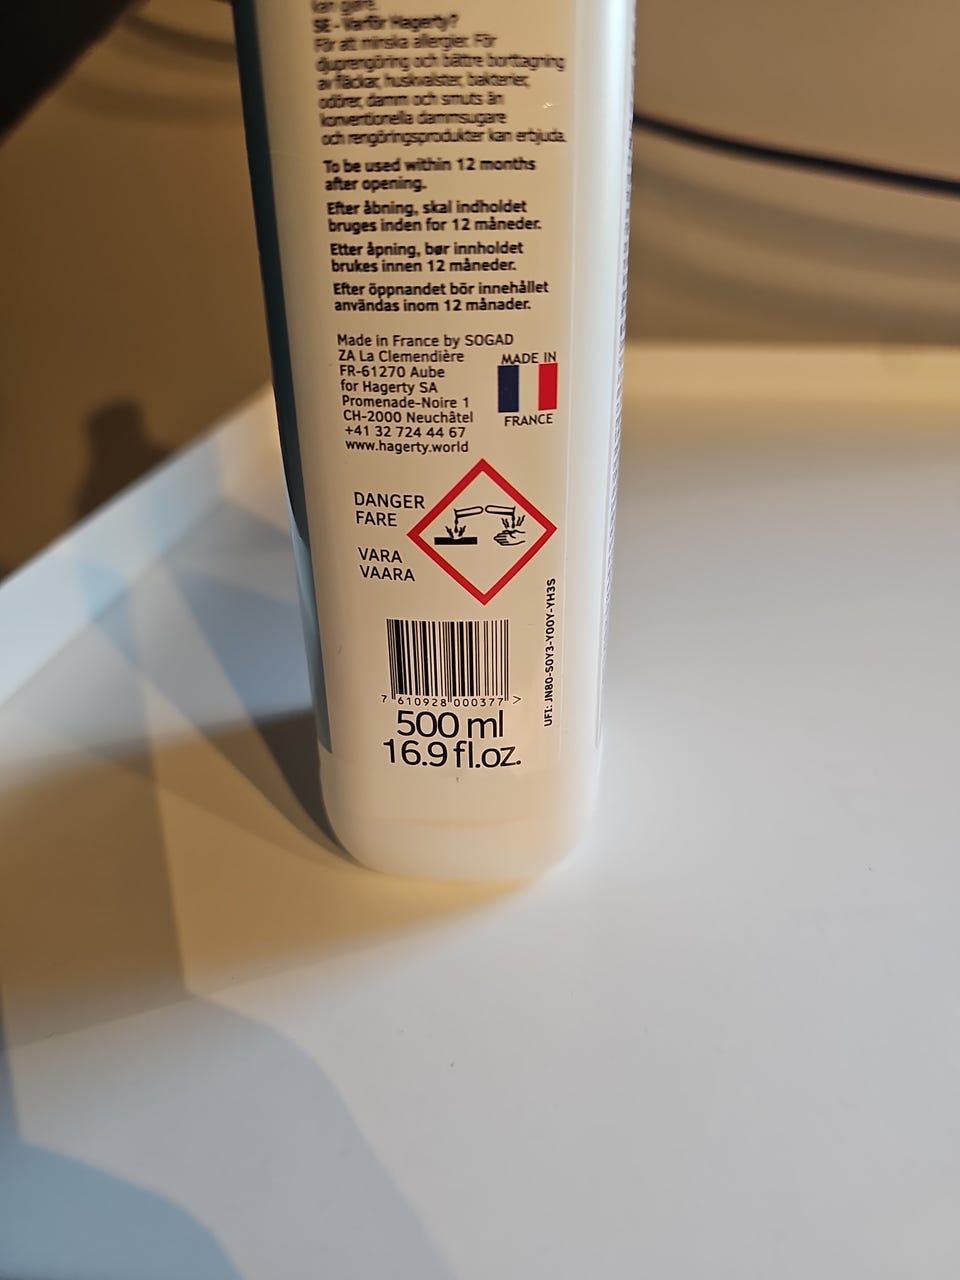 kan gjøre.
SE - Varför Hagerty?
För att minska allergier. För
djuprengöring och bättre borttagning
av fläckar, huskvalster, bakterier,
odörer, damm och smuts än
konventionella dammsugare
och rengöringsprodukter kan erbjuda.
To be used within 12 months
after opening.
Efter åbning, skal indholdet
bruges inden for 12 måneder.
Etter åpning, bør innholdet
brukes innen 12 måneder.
Efter öppnandet bör innehållet
användas inom 12 månader.
Made in France by SOGAD
ZA La Clemendière
FR-61270 Aube
for Hagerty SA
Promenade-Noire 1
CH-2000 Neuchâtel
+41 32 724 44 67
www.hagerty.world
MADE IN
FRANCE
DANGER
FARE
VARA
VAARA
UFI: JN80-S0Y3-Y00Y-YH3S
7 610928 000377 >
500 ml
16.9 fl.oz.